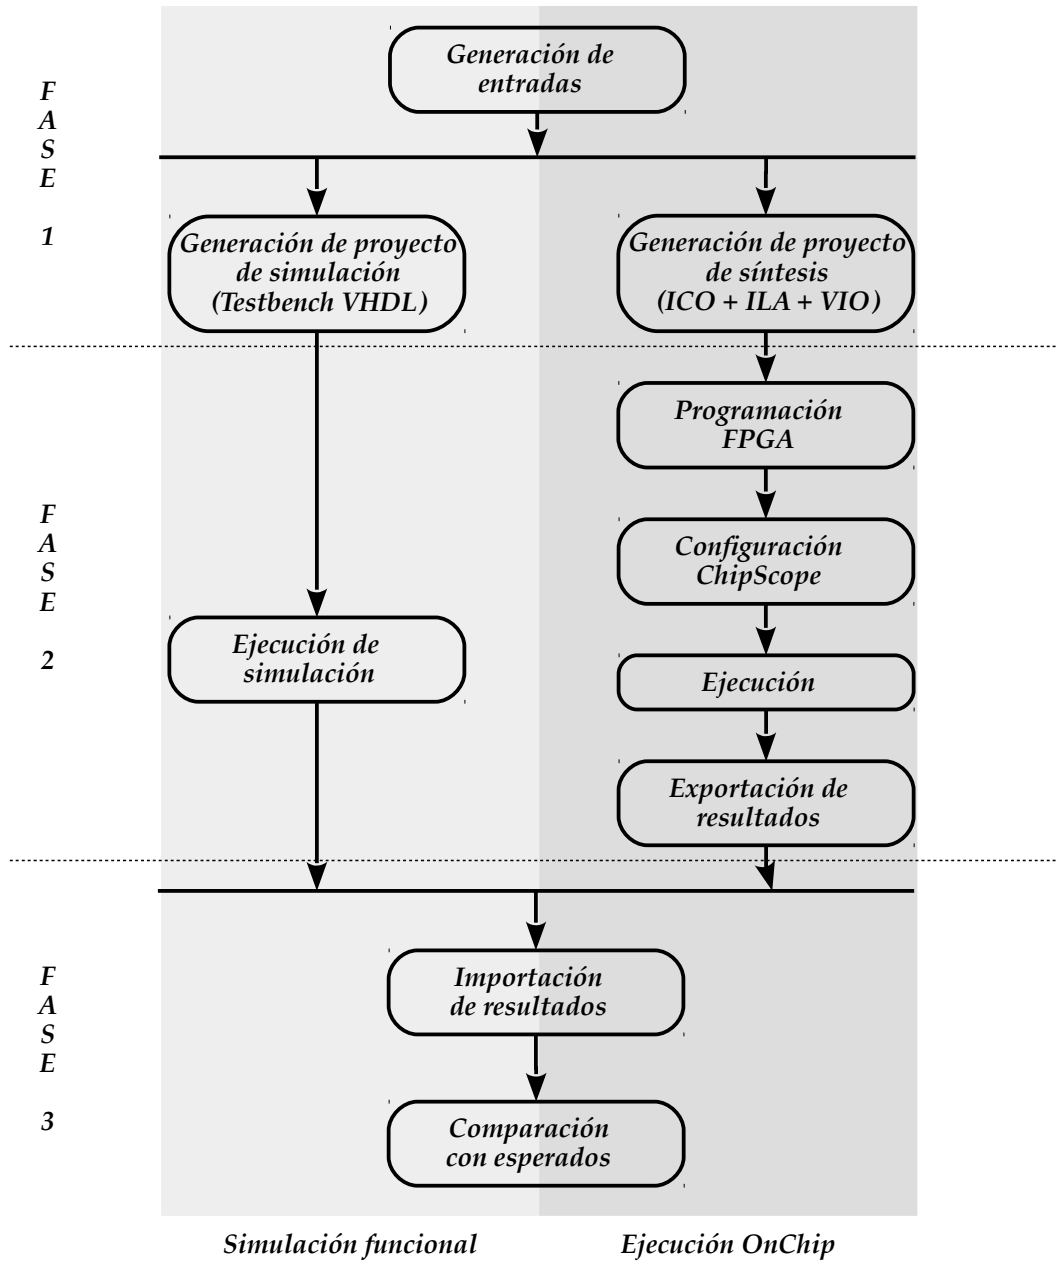 Generación de
entradas
F
A
S
E
1
Generación de proyecto
de simulación
(Testbench VHDL)
Generación de proyecto
de síntesis
(ICO + ILA + VIO)
Programación
FPGA
Configuración
ChipScope
F
A
S
E
2
Ejecución de
simulación
Ejecución
Exportación de
resultados
F
A
S
E
3
Importación
de resultados
Comparación
con esperados
Simulación funcional
Ejecución OnChip